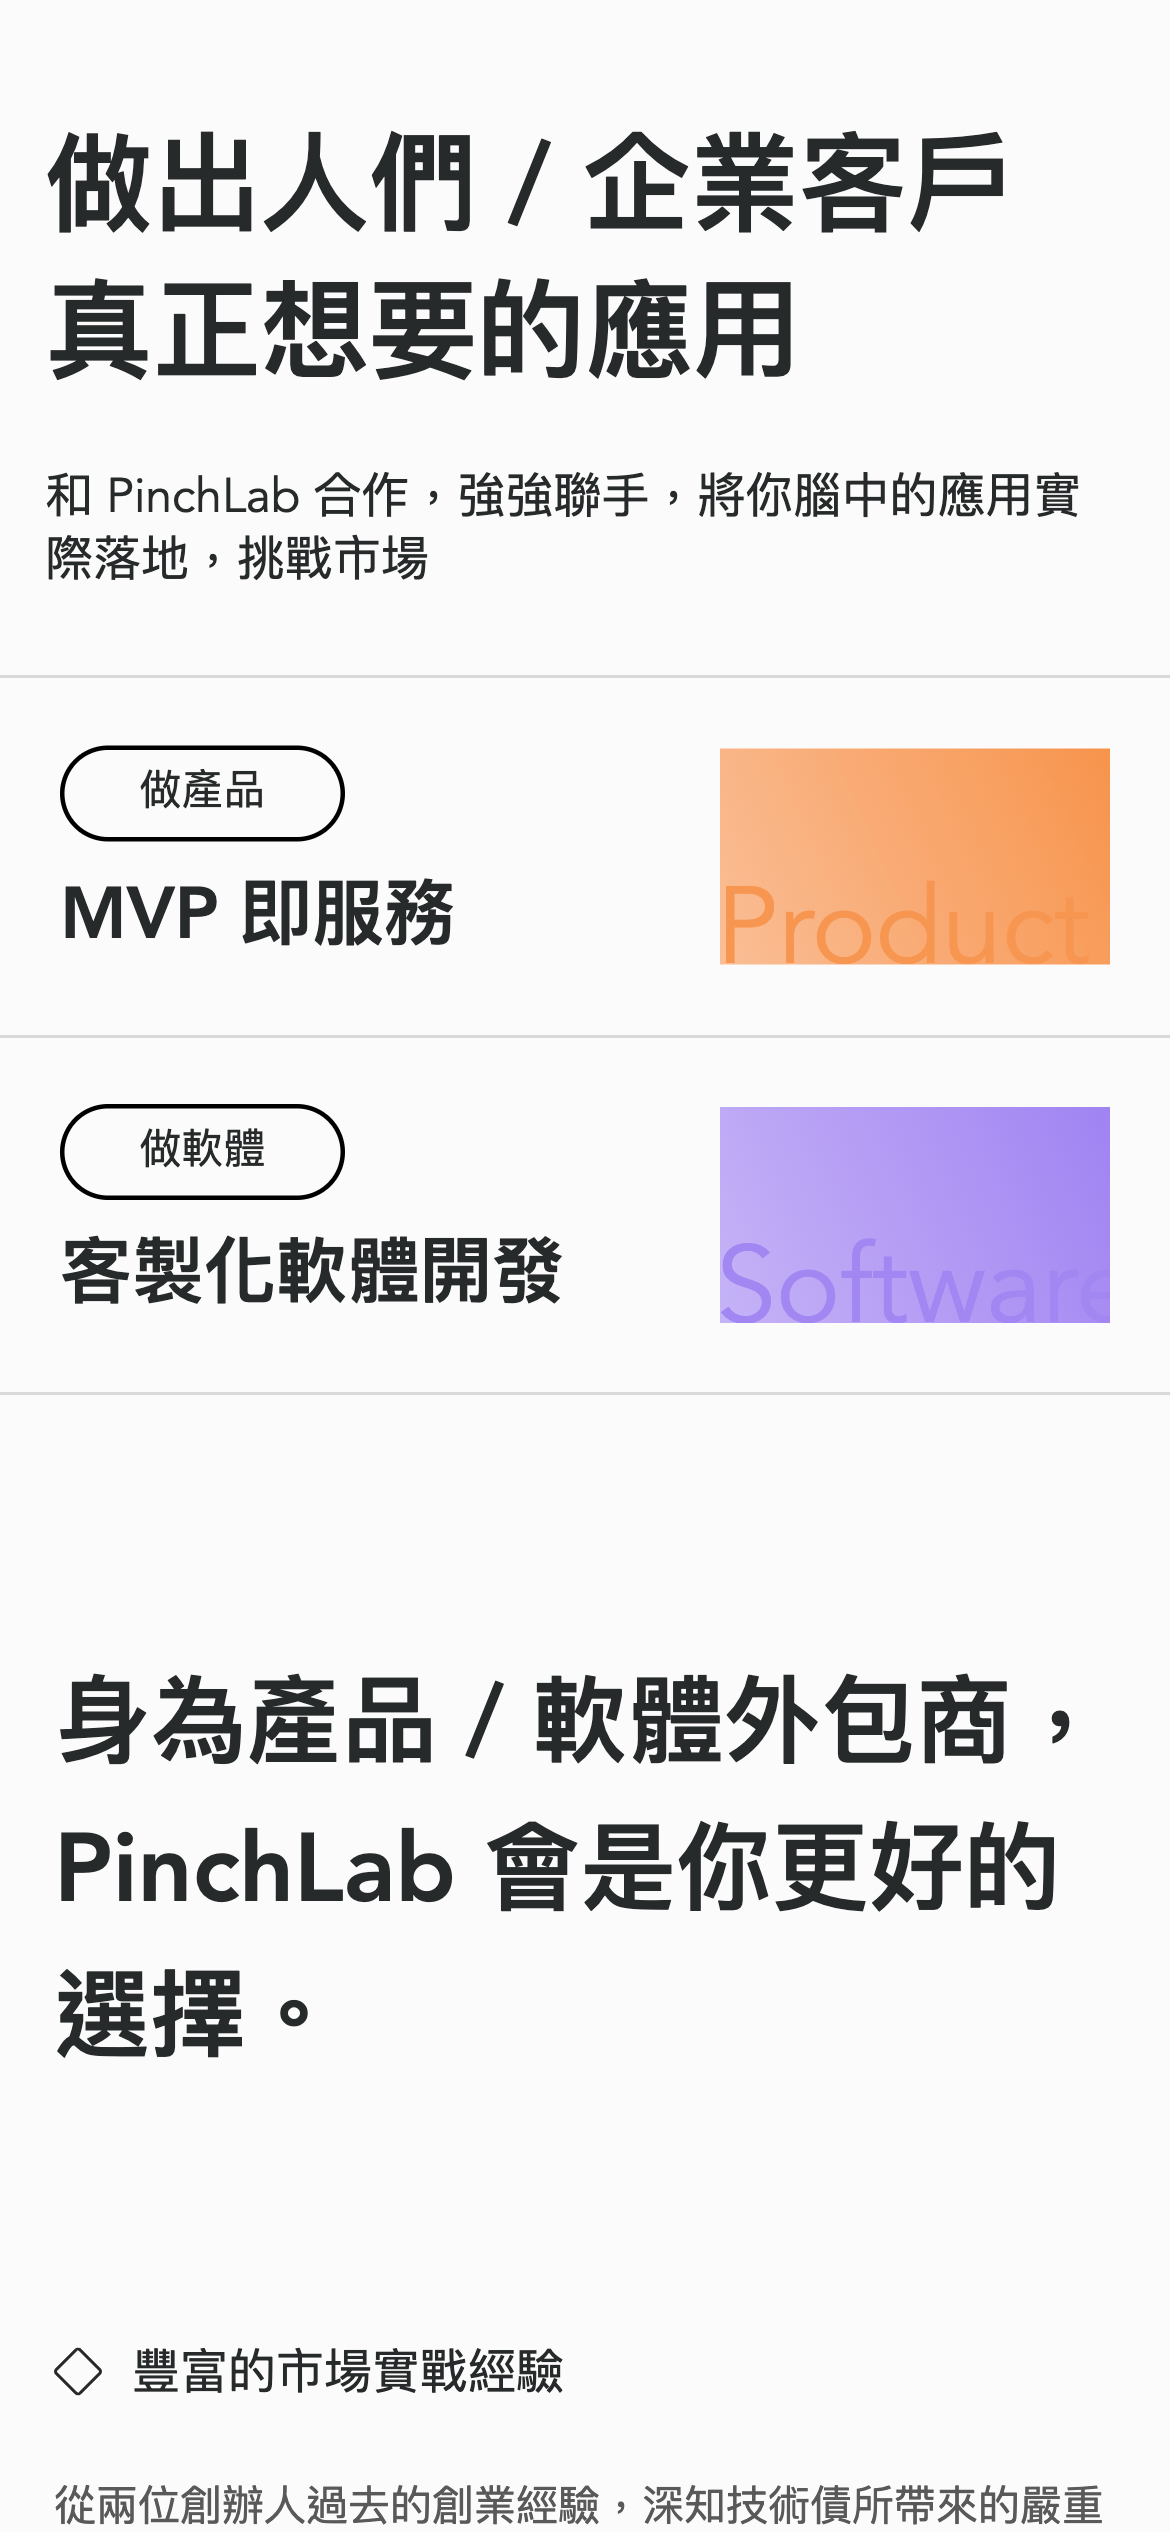 做出人們 / 企業客戶
真正想要的應用
和 PinchLab 合作，強強聯手，將你腦中的應用實
際落地，挑戰市場
做產品
MVP 即服務
Product
做軟體
客製化軟體開發
Software
身為產品 / 軟體外包商，
PinchLab 會是你更好的
選擇。
豐富的市場實戰經驗
從兩位創辦人過去的創業經驗，深知技術債所帶來的嚴重